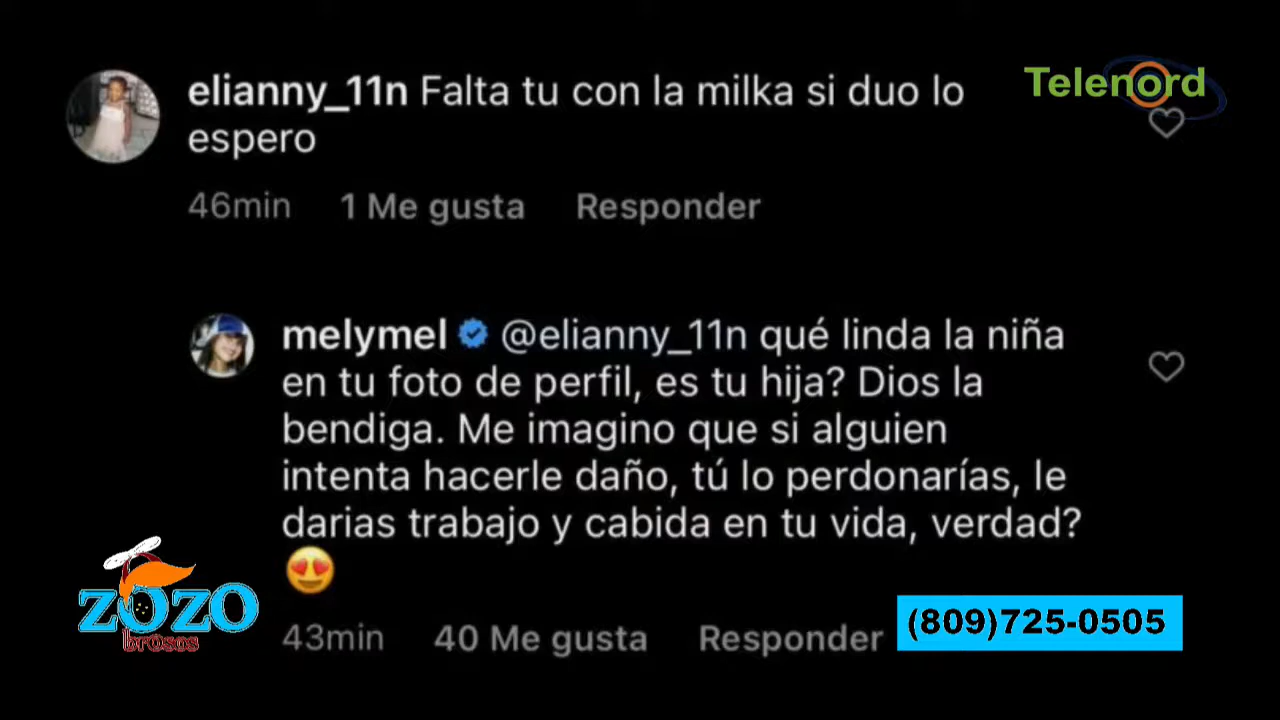 Telenord
elianny_11n Falta tu con la milka si duo lo
espero
46min 1 Me gusta Responder
melymel @elianny_11n qué linda la niña
en tu foto de perfil, es tu hija? Dios la
bendiga. Me imagino que si alguien
intenta hacerle daño, tú lo perdonarías, le
darias trabajo y cabida en tu vida, verdad?
😍
43min 40 Me gusta Responder
ZOZO
brosos
(809)725-0505